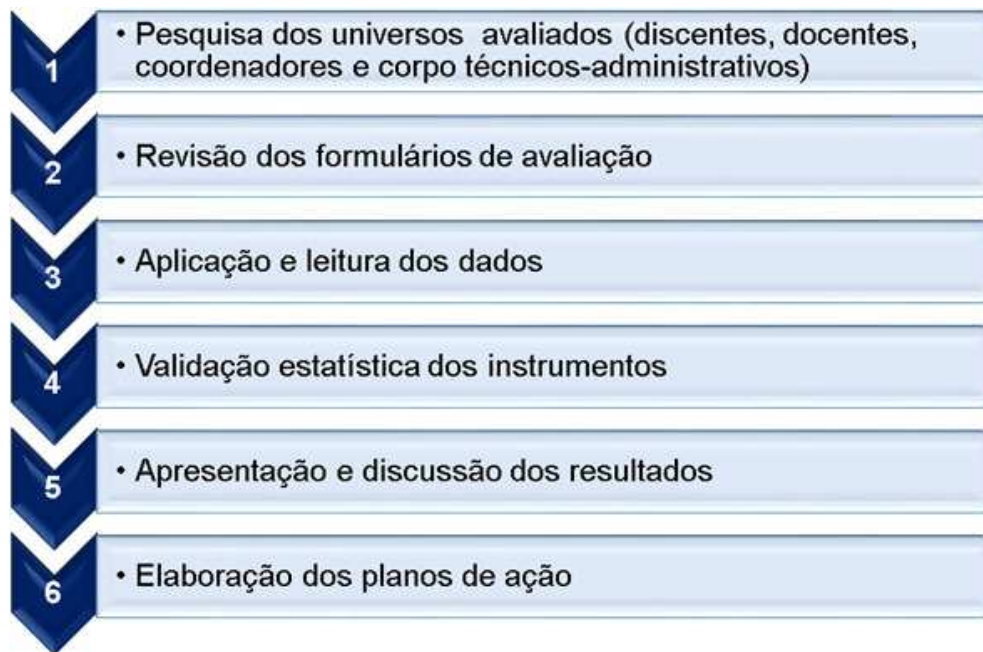 1
• Pesquisa dos universos avaliados (discentes, docentes,
coordenadores e corpo técnicos-administrativos)
2
• Revisão dos formulários de avaliação
3
• Aplicação e leitura dos dados
4
• Validação estatística dos instrumentos
5
• Apresentação e discussão dos resultados
6
• Elaboração dos planos de ação